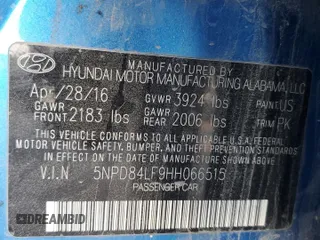 MANUFACTURED BY
HYUNDAI MOTOR MANUFACTURING ALABAMA, LLC
Apr/28/16 GVWR 3924 lbs PAINT US
GAWR FRONT 2183 lbs GAWR REAR 2006 lbs TRIM PK
THIS VEHICLE CONFORMS TO ALL APPLICABLE U.S.A. FEDERAL
MOTOR VEHICLE SAFETY, BUMPER, AND THEFT PREVENTION
STANDARDS IN EFFECT ON THE DATE OF MANUFACTURE SHOWN ABOVE.
V.I.N 5NPD84LF9HH066515
PASSENGER CAR
©DREAMBID
DREAMBID.COM